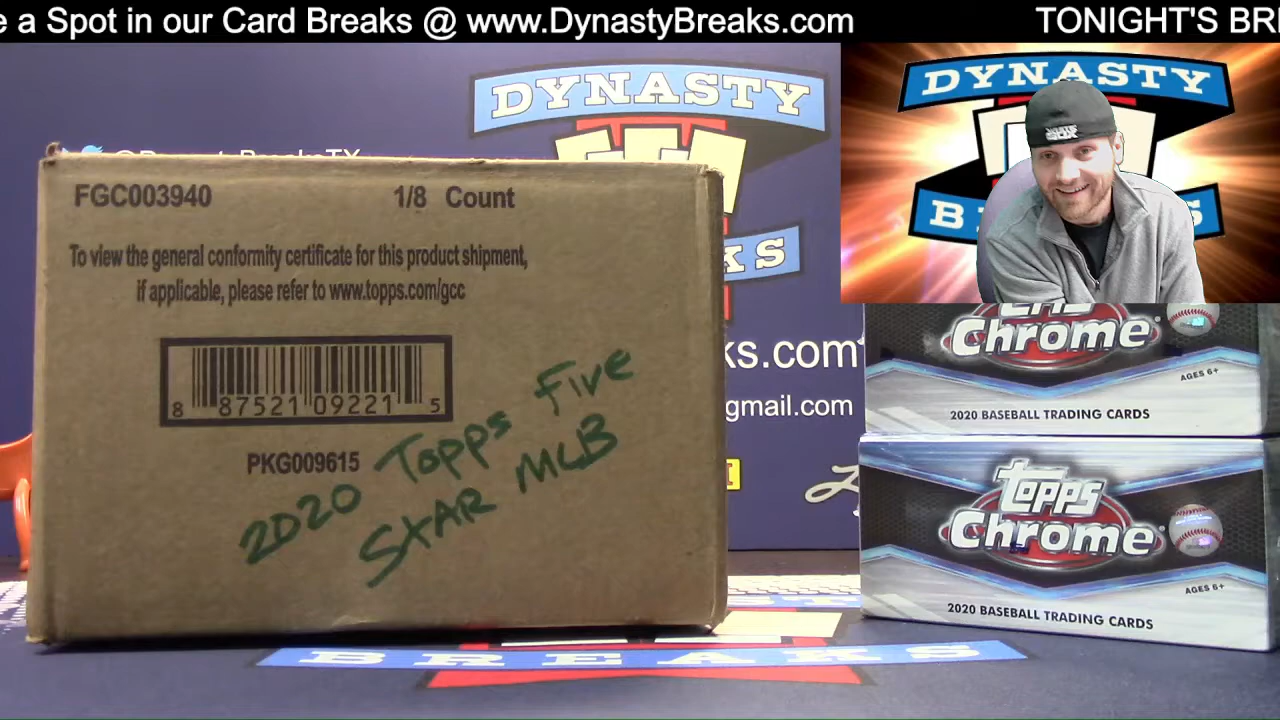 e a Spot in our Card Breaks @ www.DynastyBreaks.com TONIGHT'S BRE
DYNASTY
BREAKS
FGC003940 1/8 Count
To view the general conformity certificate for this product shipment,
if applicable, please refer to www.topps.com/gcc
8 87521 09221 5
PKG009615
2020 Topps Five
Star MLB
DYNASTY
B
SOX
ks.com
gmail.com
Chrome
AGES 6+
2020 BASEBALL TRADING CARDS
topps
Chrome
AGES 6+
2020 BASEBALL TRADING CARDS
BREAKS